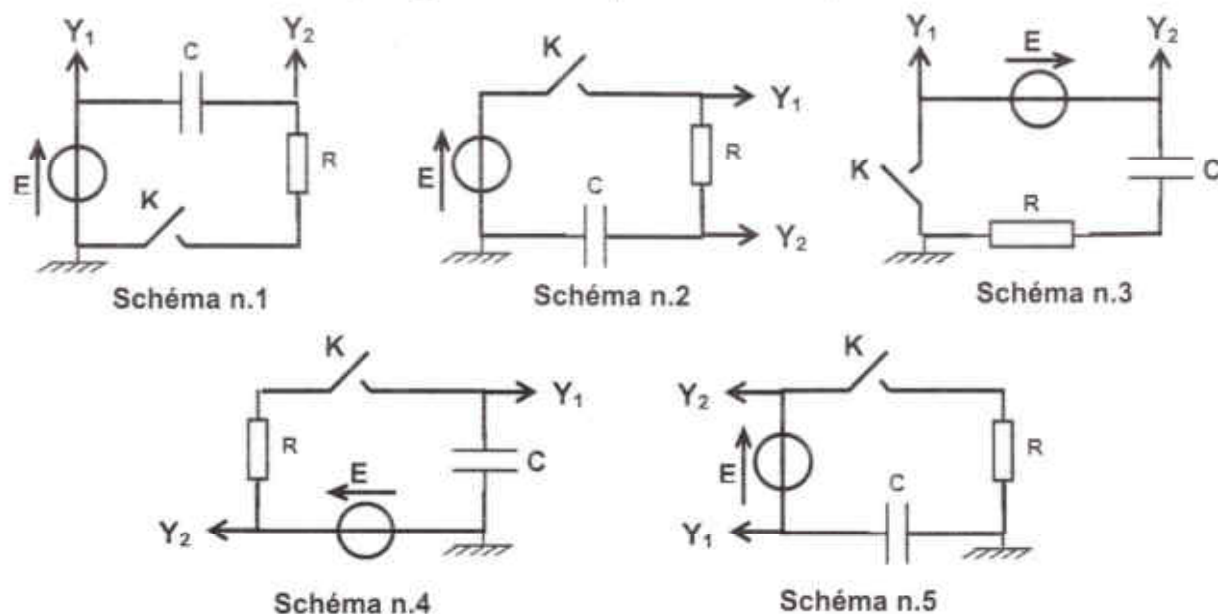 Y₁ C Y₂
E K R
Schéma n.1
K Y₁
E R
C Y₂
Schéma n.2
Y₁ E Y₂
K R C
Schéma n.3
K Y₁
R E C
Y₂
Schéma n.4
K
Y₂
E C R
Y₁
Schéma n.5